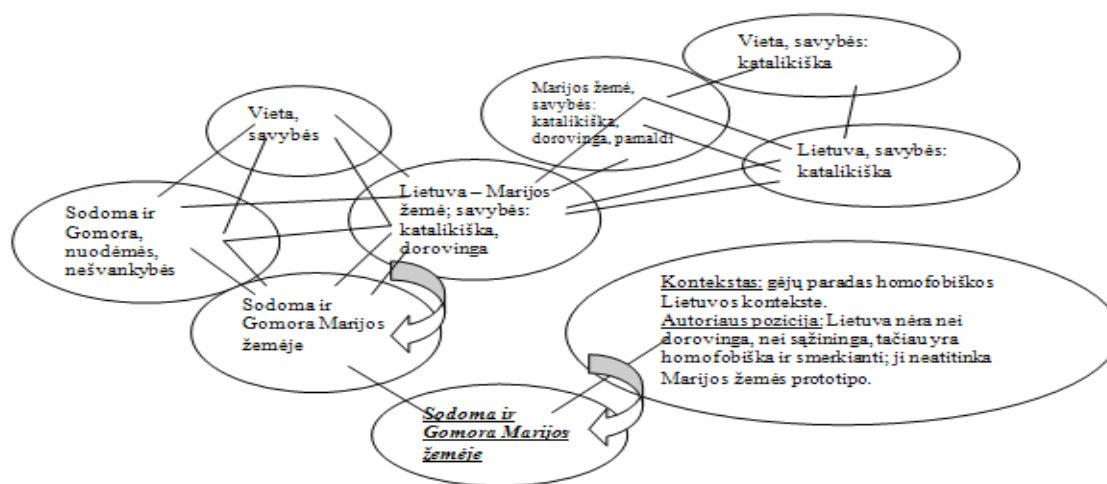 Vieta, savybės:
katalikiška
Marijos žemė,
savybės:
katalikiška,
dorovinga, pamaldi
Vieta,
savybės
Lietuva, savybės:
katalikiška
Lietuva – Marijos
žemė; savybės:
katalikiška,
dorovinga
Sodoma ir
Gomora,
nuodėmės,
nešvankybės
Sodoma ir
Gomora Marijos
žemėje
Kontekstas: gėjų paradas homofobiškos
Lietuvos kontekste.
Autoriaus pozicija: Lietuva nėra nei
dorovinga, nei sąžininga, tačiau yra
homofobiška ir smerkianti; ji neatitinka
Marijos žemės prototipo.
Sodoma ir
Gomora Marijos
žemėje